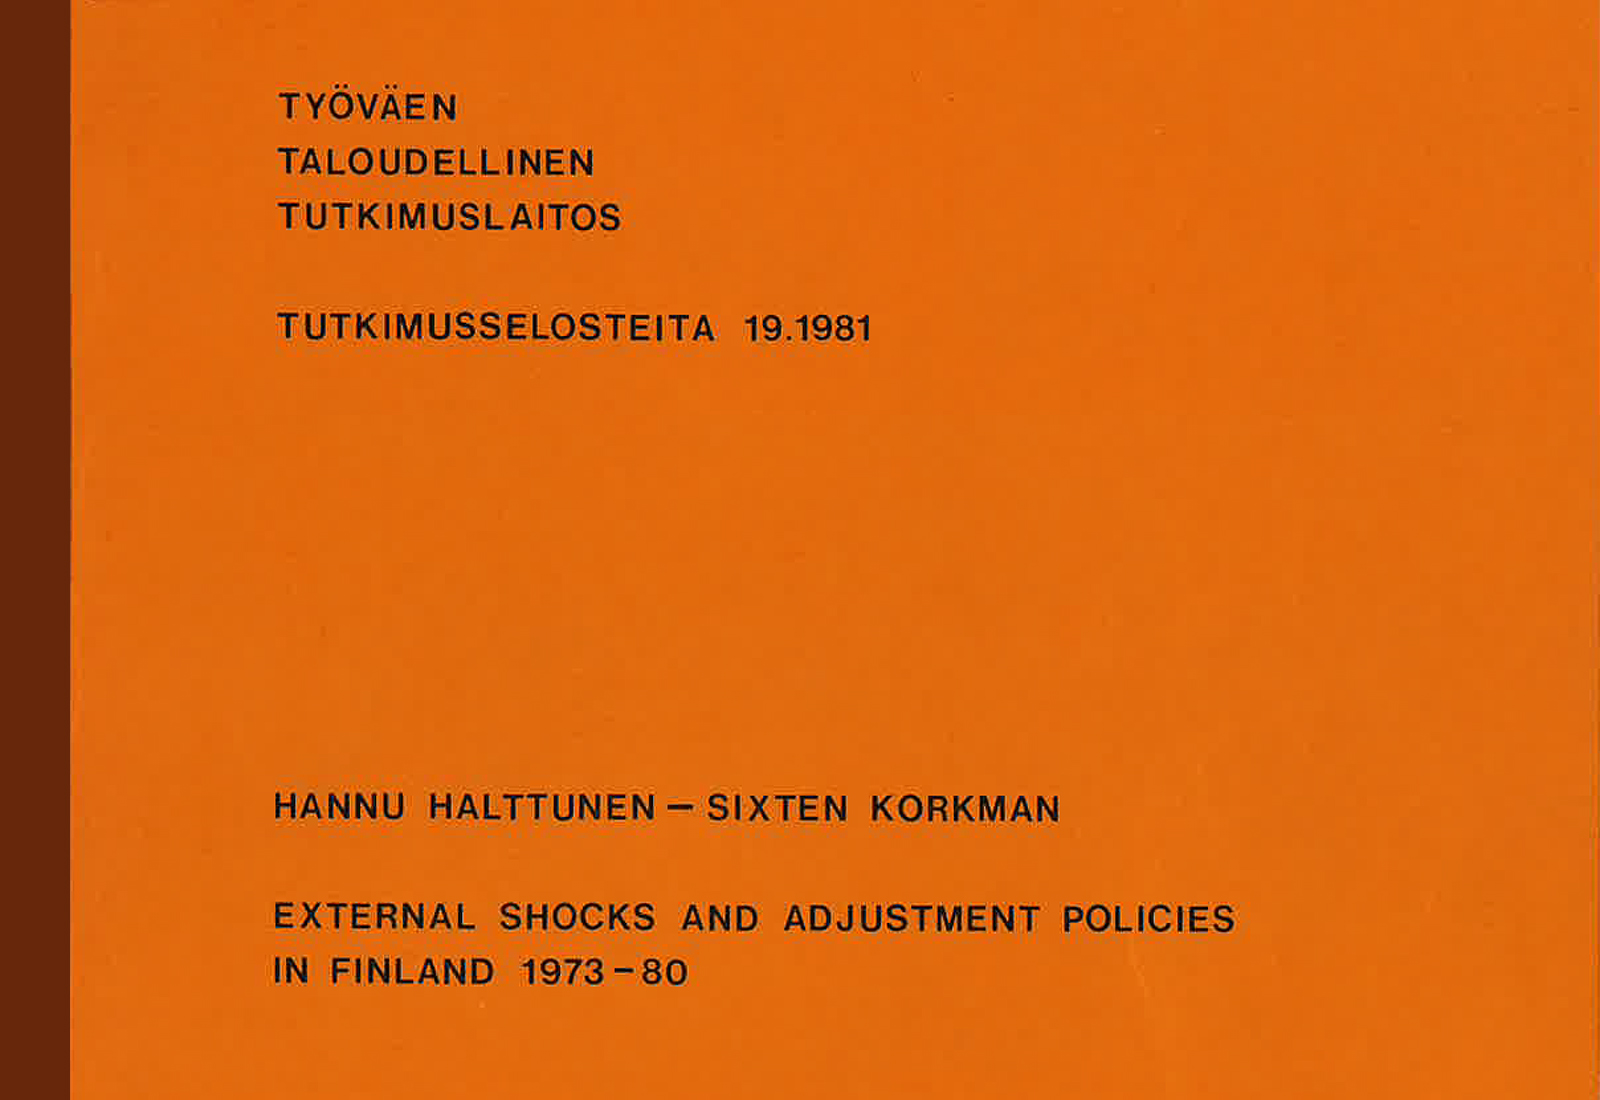 TYÖVÄEN
TALOUDELLINEN
TUTKIMUSLAITOS
TUTKIMUSSELOSTEITA 19.1981
HANNU HALTTUNEN – SIXTEN KORKMAN
EXTERNAL SHOCKS AND ADJUSTMENT POLICIES
IN FINLAND 1973 – 80